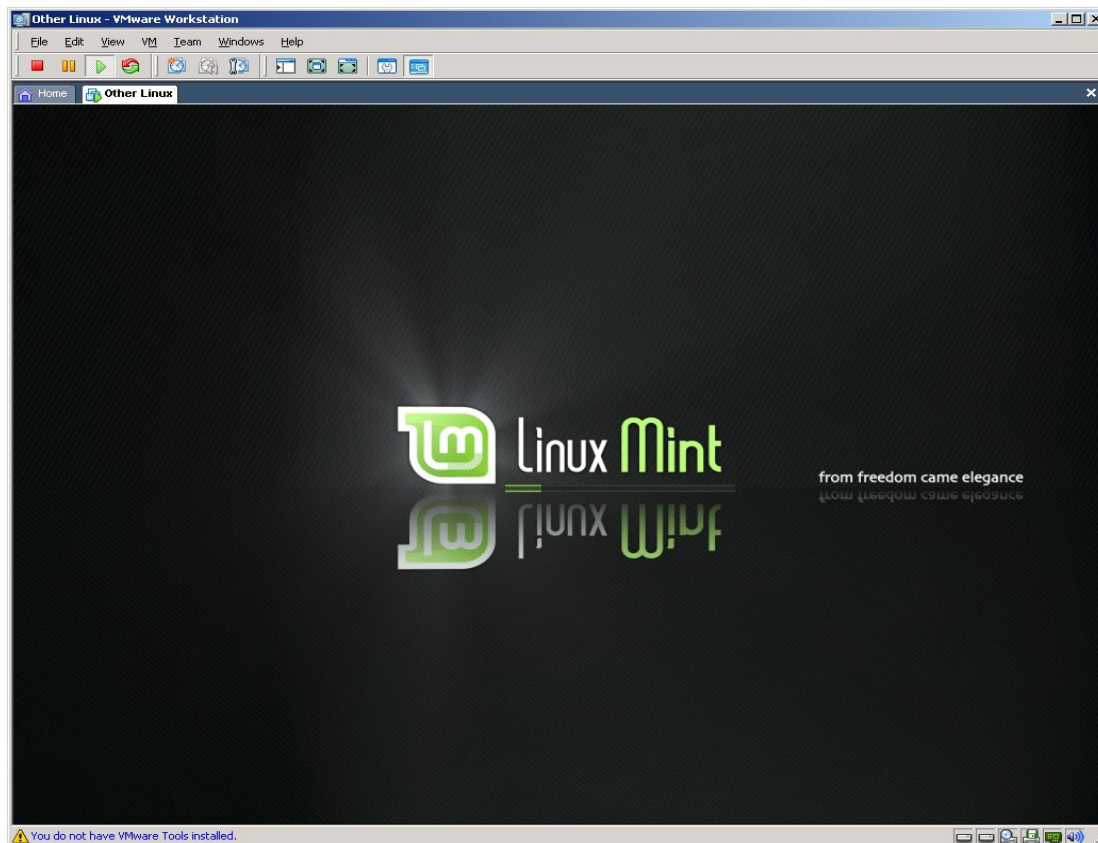 Other Linux - VMware Workstation
File Edit View VM Team Windows Help
Home Other Linux
lm Linux Mint
from freedom came elegance
You do not have VMware Tools installed.